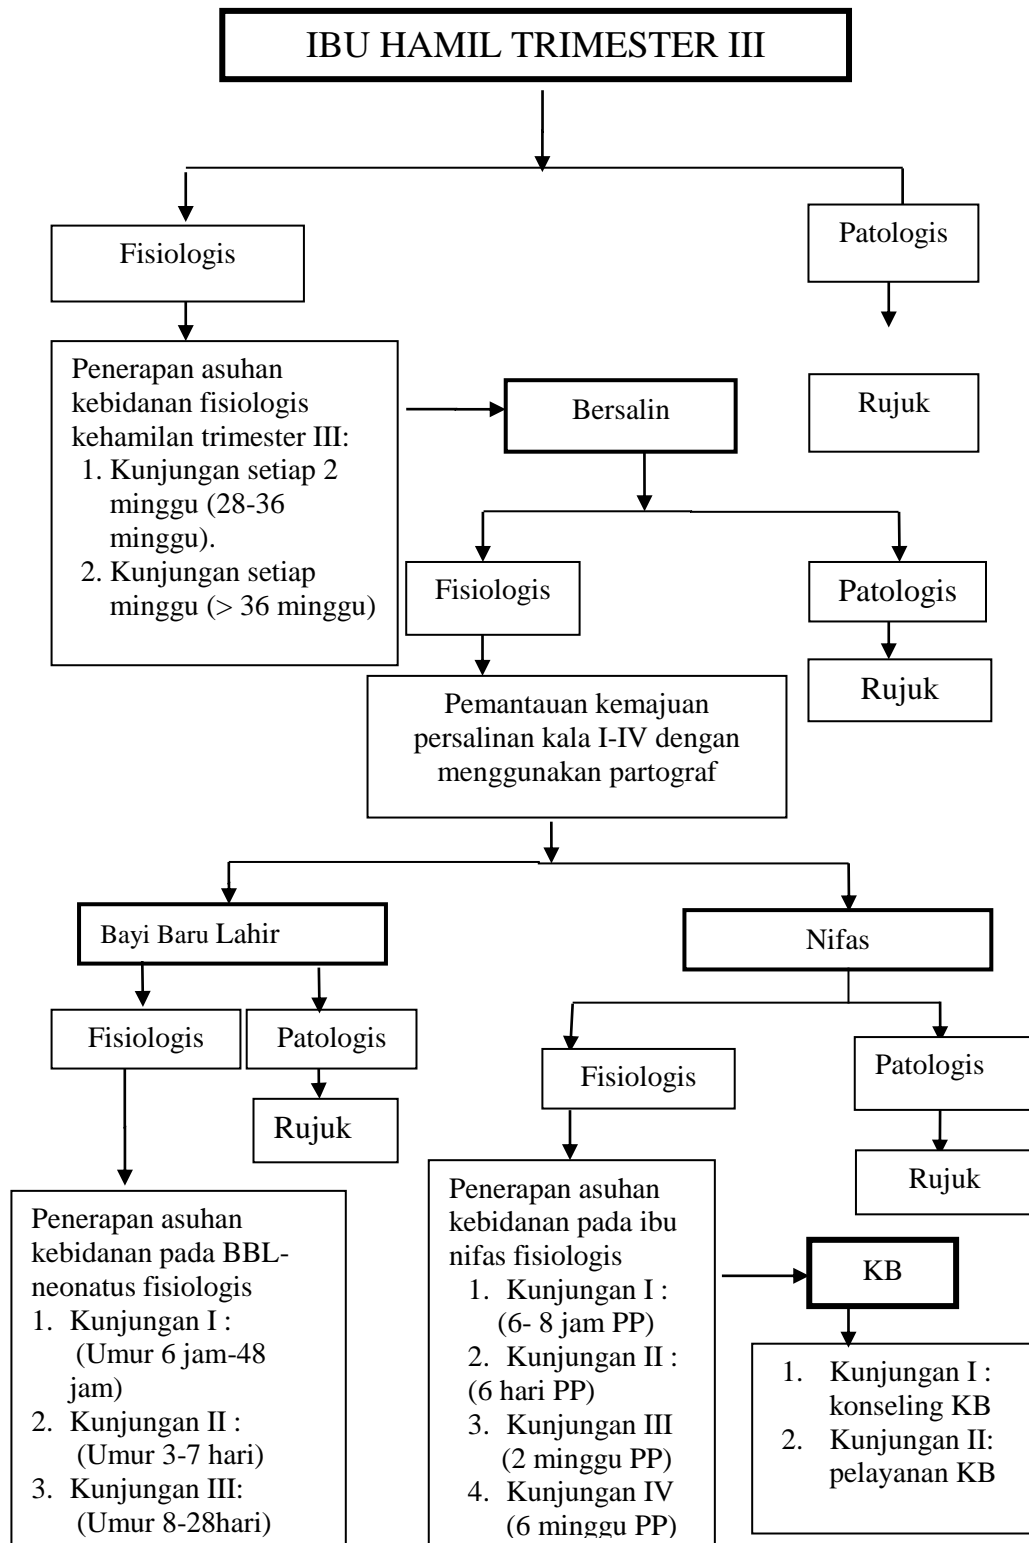 IBU HAMIL TRIMESTER III
Fisiologis
Patologis
Penerapan asuhan
kebidanan fisiologis
kehamilan trimester III:
1. Kunjungan setiap 2
minggu (28-36
minggu).
2. Kunjungan setiap
minggu (> 36 minggu)
Bersalin
Rujuk
Fisiologis
Patologis
Rujuk
Pemantauan kemajuan
persalinan kala I-IV dengan
menggunakan partograf
Bayi Baru Lahir
Nifas
Fisiologis
Patologis
Rujuk
Fisiologis
Patologis
Rujuk
Penerapan asuhan
kebidanan pada BBL-
neonatus fisiologis
1. Kunjungan I :
(Umur 6 jam-48
jam)
2. Kunjungan II :
(Umur 3-7 hari)
3. Kunjungan III:
(Umur 8-28hari)
Penerapan asuhan
kebidanan pada ibu
nifas fisiologis
1. Kunjungan I :
(6- 8 jam PP)
2. Kunjungan II :
(6 hari PP)
3. Kunjungan III
(2 minggu PP)
4. Kunjungan IV
(6 minggu PP)
KB
1. Kunjungan I :
konseling KB
2. Kunjungan II:
pelayanan KB